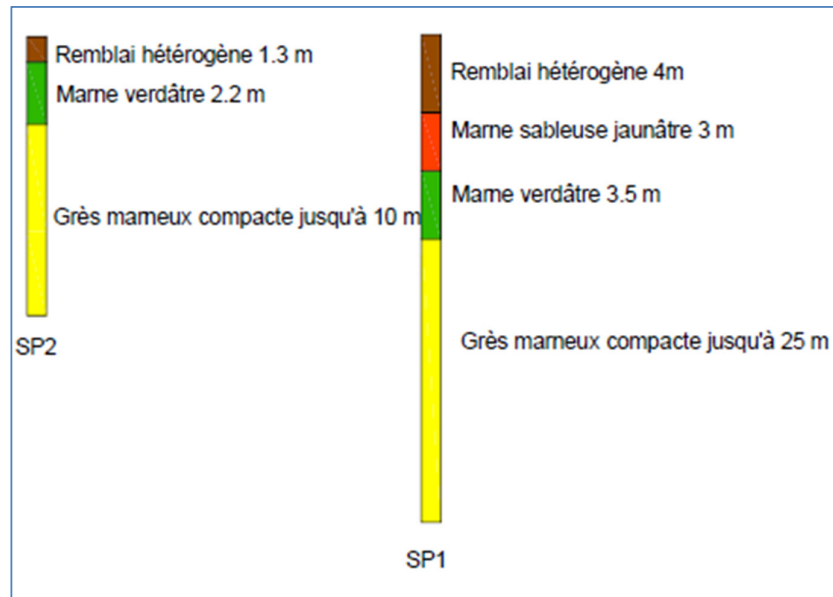 Remblai hétérogène 1.3 m
Marne verdâtre 2.2 m
Grès marneux compacte jusqu'à 10 m
SP2
Remblai hétérogène 4m
Marne sableuse jaunâtre 3 m
Marne verdâtre 3.5 m
Grès marneux compacte jusqu'à 25 m
SP1